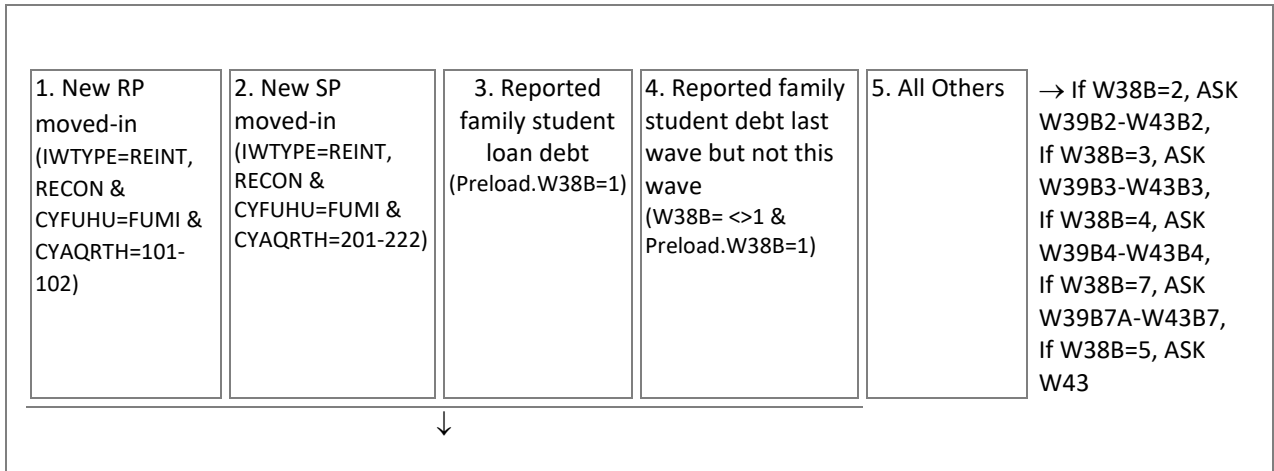 1. New RP
moved-in
(IWTYPE=REINT,
RECON &
CYFUHU=FUMI &
CYAQRTH=101-
102)
2. New SP
moved-in
(IWTYPE=REINT,
RECON &
CYFUHU=FUMI &
CYAQRTH=201-222)
3. Reported
family student
loan debt
(Preload.W38B=1)
4. Reported family
student debt last
wave but not this
wave
(W38B= <>1 &
Preload.W38B=1)
5. All Others
→ If W38B=2, ASK
W39B2-W43B2,
If W38B=3, ASK
W39B3-W43B3,
If W38B=4, ASK
W39B4-W43B4,
If W38B=7, ASK
W39B7A-W43B7,
If W38B=5, ASK
W43
↓